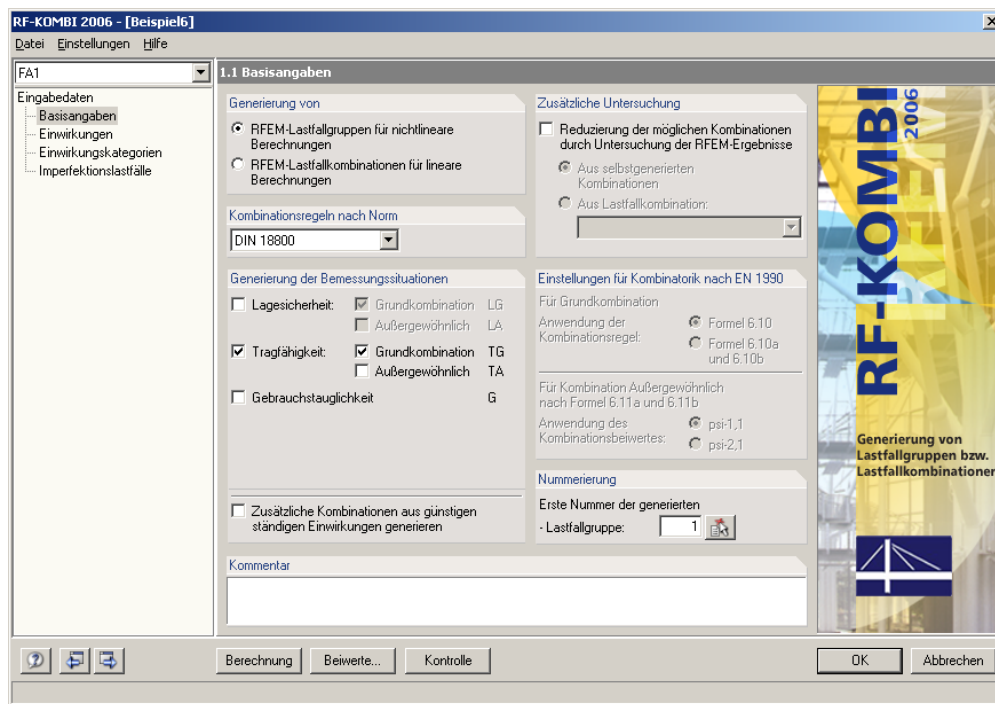 RF-KOMBI 2006 - [Beispiel6]
Datei Einstellungen Hilfe
FA1
Eingabedaten
Basisangaben
Einwirkungen
Einwirkungskategorien
Imperfektionslastfälle
1.1 Basisangaben
Generierung von
RFEM-Lastfallgruppen für nichtlineare
Berechnungen
RFEM-Lastfallkombinationen für lineare
Berechnungen
Kombinationsregeln nach Norm
DIN 18800
Generierung der Bemessungssituationen
Lagesicherheit: Grundkombination LG
Außergewöhnlich LA
Tragfähigkeit: Grundkombination TG
Außergewöhnlich TA
Gebrauchstauglichkeit G
Zusätzliche Kombinationen aus günstigen
ständigen Einwirkungen generieren
Zusätzliche Untersuchung
Reduzierung der möglichen Kombinationen
durch Untersuchung der RFEM-Ergebnisse
Aus selbstgenerierten
Kombinationen
Aus Lastfallkombination:
Einstellungen für Kombinatorik nach EN 1990
Für Grundkombination
Anwendung der
Kombinationsregel:
Formel 6.10
Formel 6.10a
und 6.10b
Für Kombination Außergewöhnlich
nach Formel 6.11a und 6.11b
Anwendung des
Kombinationsbeiwertes:
psi-1,1
psi-2,1
Nummerierung
Erste Nummer der generierten
- Lastfallgruppe: 1
Kommentar
RF-KOMBI
2006
RFEM
Generierung von
Lastfallgruppen bzw.
Lastfallkombinationen
Berechnung Beiwerte... Kontrolle
OK Abbrechen